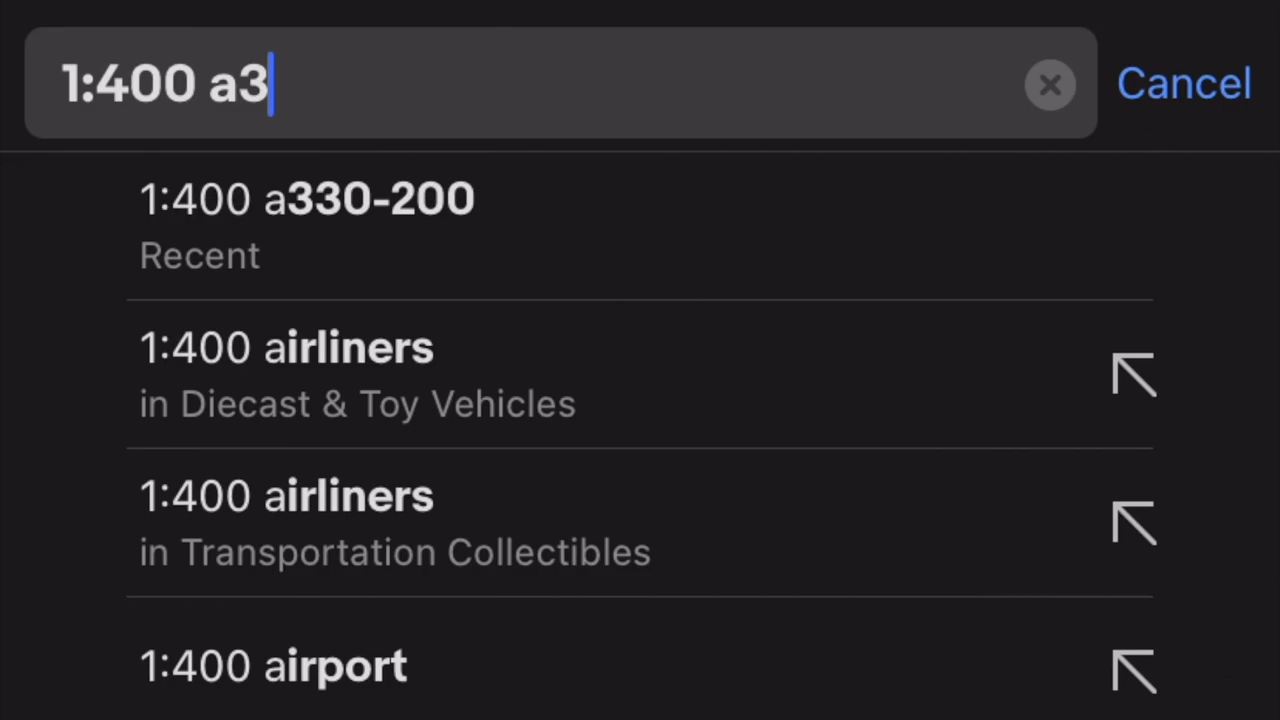 1:400 a3
Cancel
1:400 a330-200
Recent
1:400 airliners
in Diecast & Toy Vehicles
1:400 airliners
in Transportation Collectibles
1:400 airport